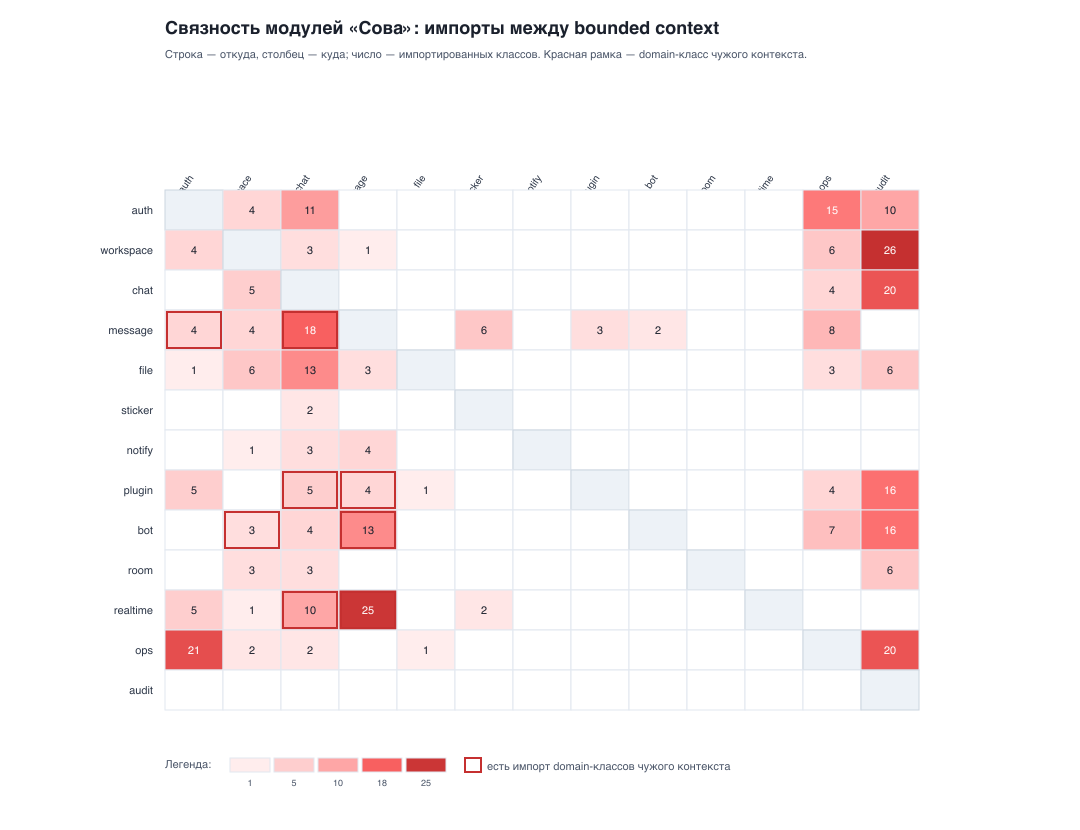 Связность модулей «Сова»: импорты между bounded context
Строка — откуда, столбец — куда; число — импортированных классов. Красная рамка — domain-класс чужого контекста.
file bot ops
auth 4 11 15 10
workspace 4 3 1 6 26
chat 5 4 20
message 4 4 18 6 3 2 8
file 1 6 13 3 3 6
sticker 2
notify 1 3 4
plugin 5 5 4 1 4 16
bot 3 4 13 7 16
room 3 3 6
realtime 5 1 10 25 2
ops 21 2 2 1 20
audit
Легенда: есть импорт domain-классов чужого контекста
1 5 10 18 25